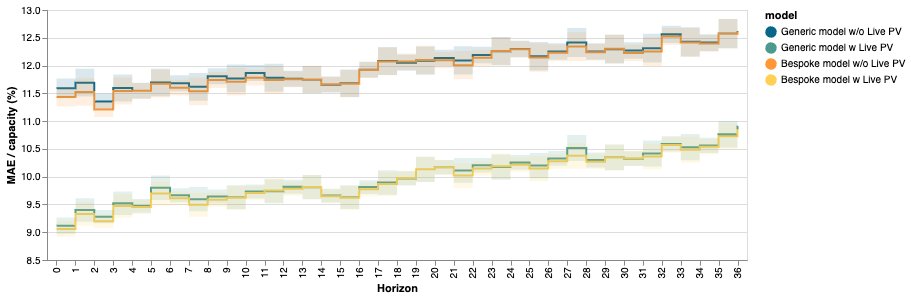 13.0
12.5
12.0
11.5
11.0
10.5
10.0
9.5
9.0
8.5
MAE / capacity (%)
0 1 2 3 4 5 6 7 8 9 10 11 12 13 14 15 16 17 18 19 20 21 22 23 24 25 26 27 28 29 30 31 32 33 34 35 36
Horizon
model
Generic model w/o Live PV
Generic model w Live PV
Bespoke model w/o Live PV
Bespoke model w Live PV